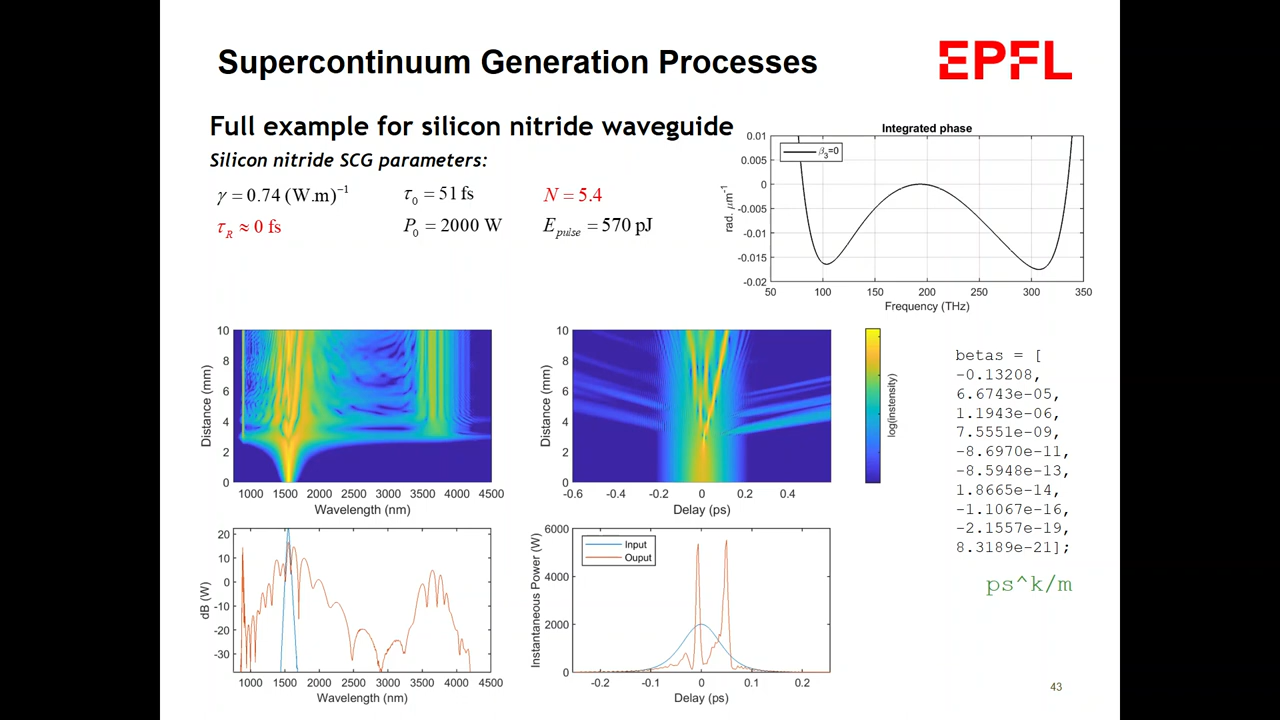 Supercontinuum Generation Processes
EPFL
Full example for silicon nitride waveguide
Silicon nitride SCG parameters:
γ = 0.74 (W.m)⁻¹
τ₀ = 51 fs
N = 5.4
τ_R ≈ 0 fs
P₀ = 2000 W
E_pulse = 570 pJ
Integrated phase
β₃=0
rad. μm⁻¹
0.01
0.005
0
-0.005
-0.01
-0.015
-0.02
50 100 150 200 250 300 350
Frequency (THz)
Distance (mm)
10
8
6
4
2
0
1000 1500 2000 2500 3000 3500 4000 4500
Wavelength (nm)
Distance (mm)
10
8
6
4
2
0
-0.6 -0.4 -0.2 0 0.2 0.4
Delay (ps)
log(instensity)
betas = [
-0.13208,
6.6743e-05,
1.1943e-06,
7.5551e-09,
-8.6970e-11,
-8.5948e-13,
1.8665e-14,
-1.1067e-16,
-2.1557e-19,
8.3189e-21];
ps^k/m
dB (W)
20
10
0
-10
-20
-30
1000 1500 2000 2500 3000 3500 4000 4500
Wavelength (nm)
Instantaneous Power (W)
6000
4000
2000
0
Input
Ouput
-0.2 -0.1 0 0.1 0.2
Delay (ps)
43